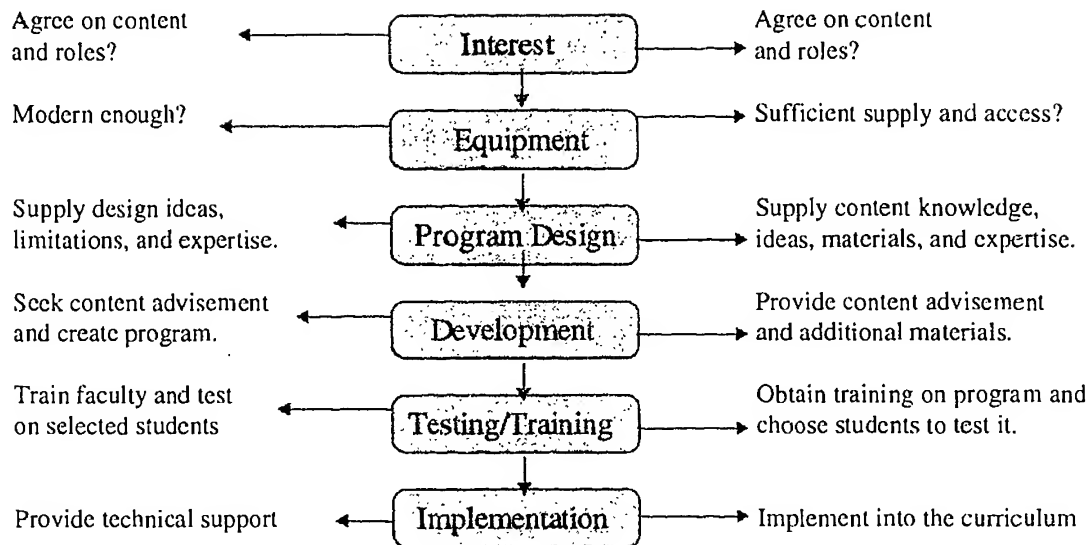 Agree on content
and roles?
Interest
Agree on content
and roles?
Modern enough?
Equipment
Sufficient supply and access?
Supply design ideas,
limitations, and expertise.
Program Design
Supply content knowledge,
ideas, materials, and expertise.
Seek content advisement
and create program.
Development
Provide content advisement
and additional materials.
Train faculty and test
on selected students
Testing/Training
Obtain training on program and
choose students to test it.
Provide technical support
Implementation
Implement into the curriculum